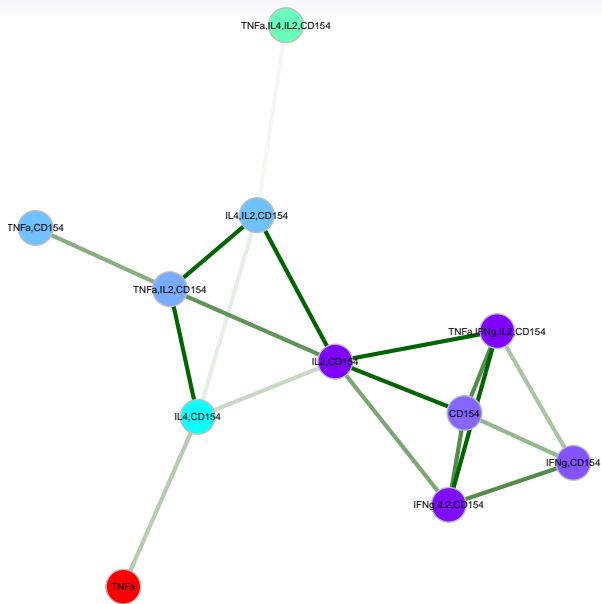 TNFa,IL4,IL2,CD154
IL4,IL2,CD154
TNFa,CD154
TNFa,IL2,CD154
TNFa,IFNg,IL2,CD154
IL2,CD154
CD154
IL4,CD154
IFNg,CD154
IFNg,IL2,CD154
TNFa